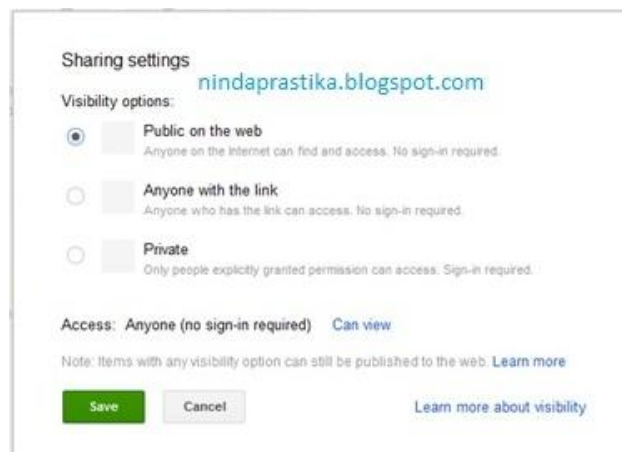 Sharing settings
nindaprastika.blogspot.com
Visibility options:
Public on the web
Anyone on the Internet can find and access. No sign-in required.
Anyone with the link
Anyone who has the link can access. No sign-in required.
Private
Only people explicitly granted permission can access. Sign-in required.
Access: Anyone (no sign-in required) Can view
Note: Items with any visibility option can still be published to the web. Learn more
Save Cancel Learn more about visibility